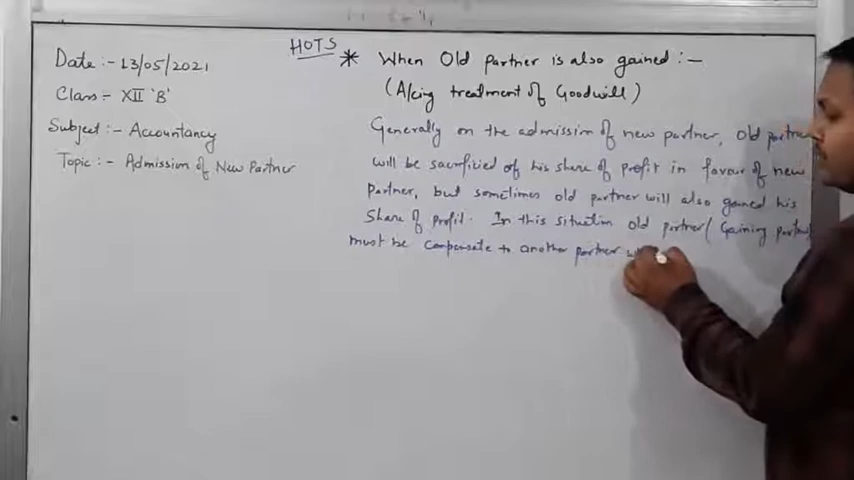 Date :- 13/05/2021
Class :- XII 'B'
Subject :- Accountancy
Topic :- Admission of New Partner
HOTS
* When Old partner is also gained :-
(A/cing treatment of Goodwill)
Generally on the admission of new partner, old partner
will be sacrificied of his share of profit in favour of new
Partner, but sometimes old partner will also gained his
Share of Profit. In this situation old partner (Gaining partner
must be compensate to another partner